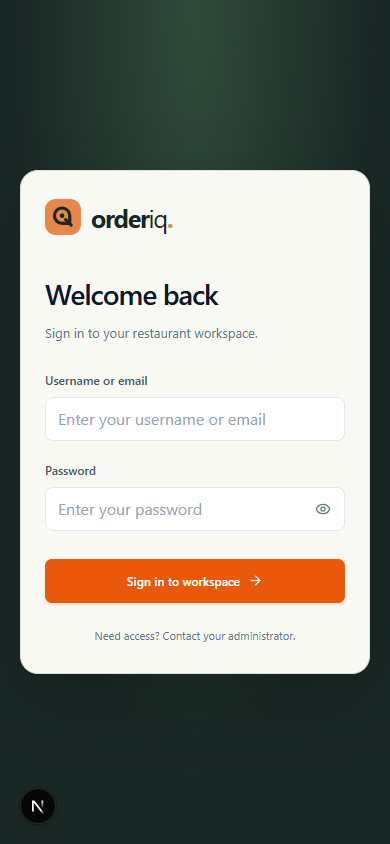 orderiq.
Welcome back
Sign in to your restaurant workspace.
Username or email
Enter your username or email
Password
Enter your password
Sign in to workspace
Need access? Contact your administrator.
N